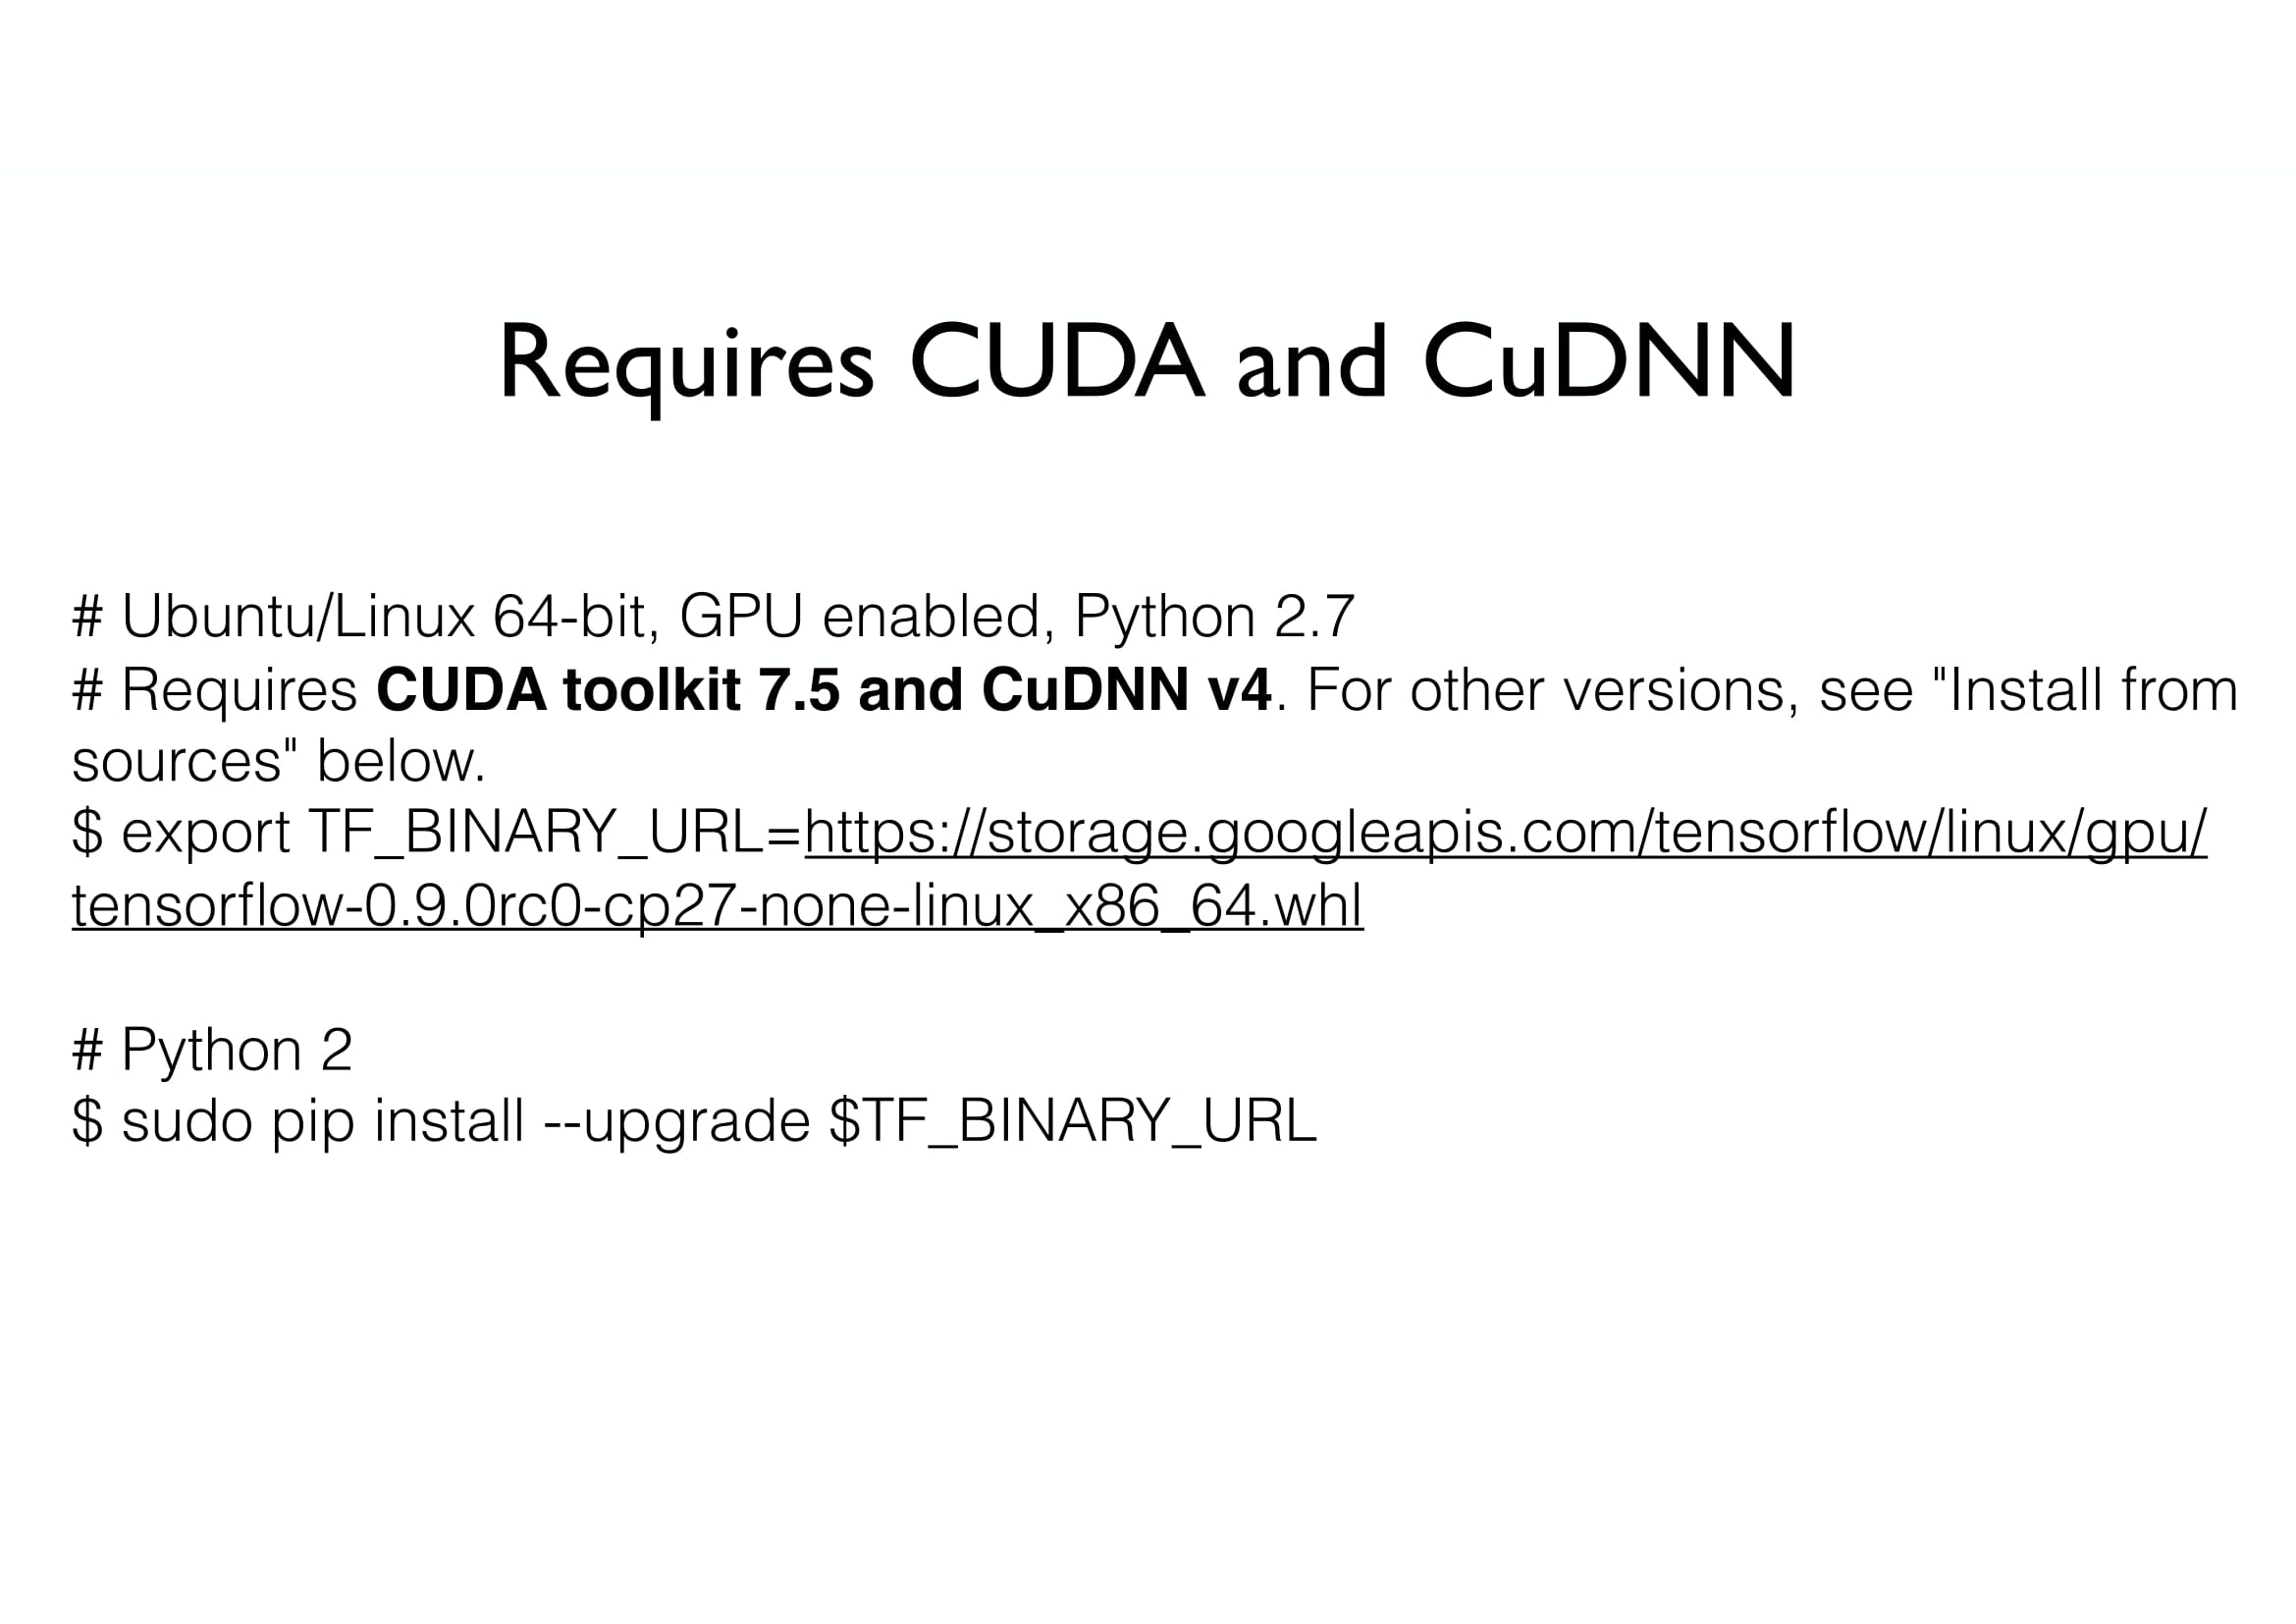 Requires CUDA and CuDNN
# Ubuntu/Linux 64-bit, GPU enabled, Python 2.7
# Requires CUDA toolkit 7.5 and CuDNN v4. For other versions, see "Install from
sources" below.
$ export TF_BINARY_URL=https://storage.googleapis.com/tensorflow/linux/gpu/
tensorflow-0.9.0rc0-cp27-none-linux_x86_64.whl
# Python 2
$ sudo pip install --upgrade $TF_BINARY_URL